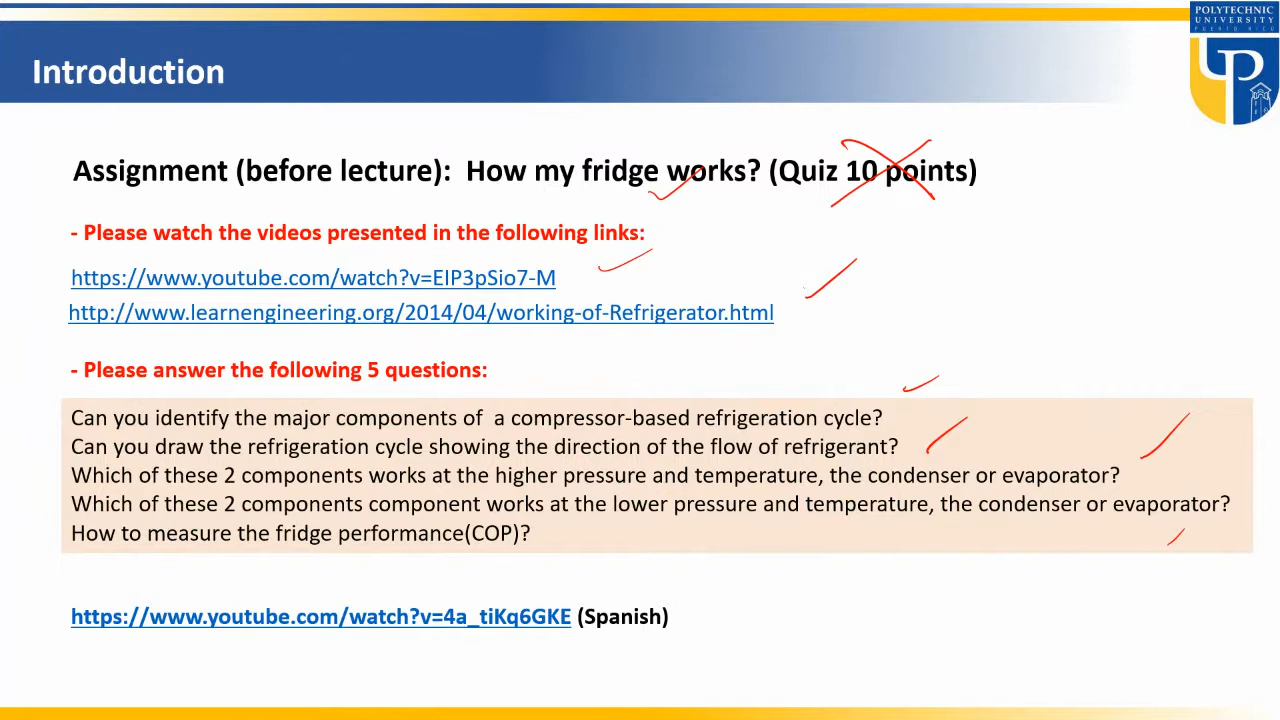 POLYTECHNIC
UNIVERSITY
PUERTO RICO
Introduction
Assignment (before lecture):  How my fridge works? (Quiz 10 points)
- Please watch the videos presented in the following links:
https://www.youtube.com/watch?v=EIP3pSio7-M
http://www.learnengineering.org/2014/04/working-of-Refrigerator.html
- Please answer the following 5 questions:
Can you identify the major components of  a compressor-based refrigeration cycle?
Can you draw the refrigeration cycle showing the direction of the flow of refrigerant?
Which of these 2 components works at the higher pressure and temperature, the condenser or evaporator?
Which of these 2 components component works at the lower pressure and temperature, the condenser or evaporator?
How to measure the fridge performance(COP)?
https://www.youtube.com/watch?v=4a_tiKq6GKE (Spanish)